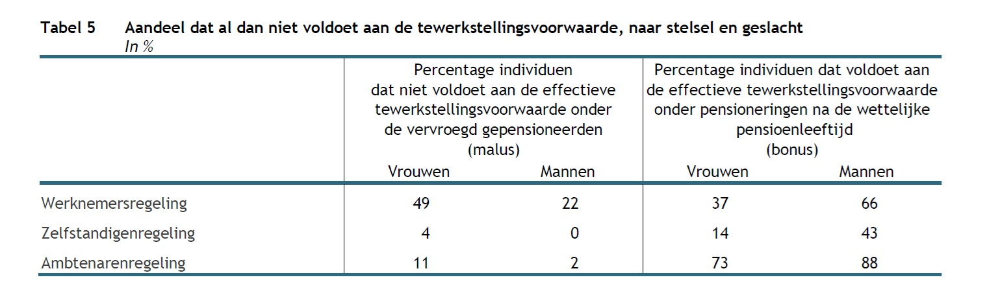 Tabel 5 Aandeel dat al dan niet voldoet aan de tewerkstellingsvoorwaarde, naar stelsel en geslacht
In %
Percentage individuen
dat niet voldoet aan de effectieve
tewerkstellingsvoorwaarde onder
de vervroegd gepensioneerden
(malus)
Percentage individuen dat voldoet aan
de effectieve tewerkstellingsvoorwaarde
onder pensioneringen na de wettelijke
pensioenleeftijd
(bonus)
Vrouwen Mannen Vrouwen Mannen
Werknemersregeling 49 22 37 66
Zelfstandigenregeling 4 0 14 43
Ambtenarenregeling 11 2 73 88